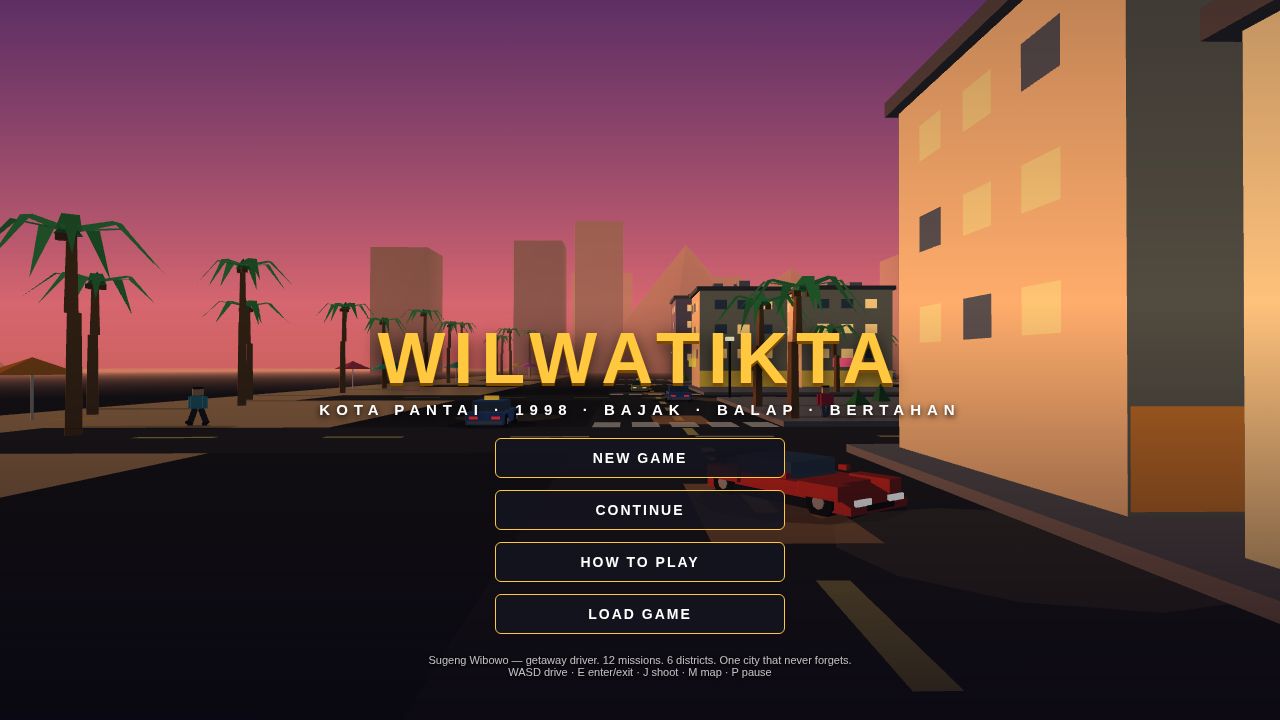 WILWATIKTA
KOTA PANTAI · 1998 · BAJAK · BALAP · BERTAHAN
NEW GAME
CONTINUE
HOW TO PLAY
LOAD GAME
Sugeng Wibowo — getaway driver. 12 missions. 6 districts. One city that never forgets.
WASD drive · E enter/exit · J shoot · M map · P pause